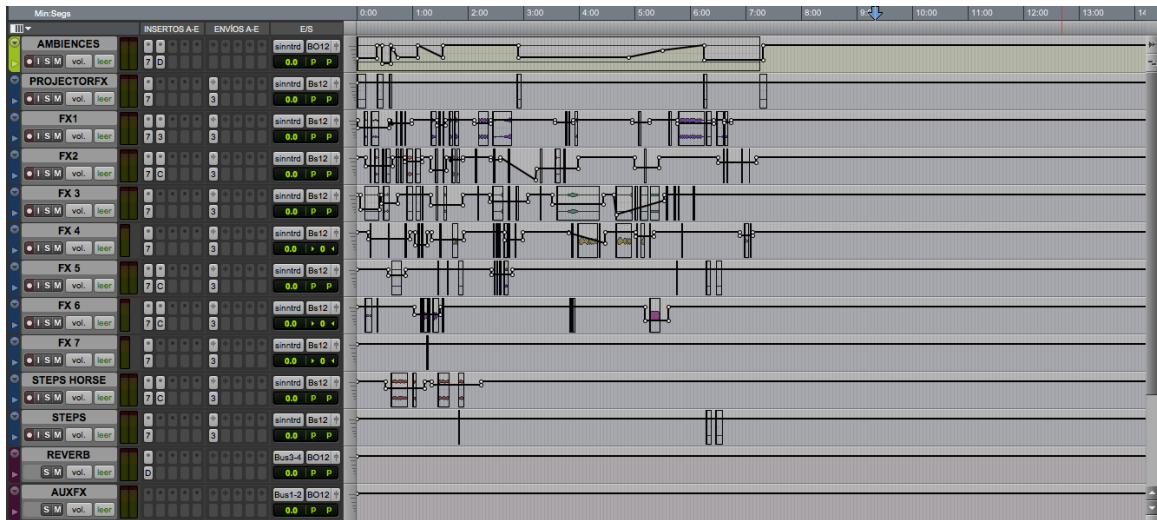 Min:Segs 0:00 1:00 2:00 3:00 4:00 5:00 6:00 7:00 8:00 9: 10:00 11:00 12:00 13:00 14
INSERTOS A-E ENVÍOS A-E E/S
AMBIENCES sinntrd BO12
I S M vol. leer 7 D 0.0 P P
PROJECTORFX sinntrd Bs12
I S M vol. leer 7 3 0.0 P P
FX1 sinntrd Bs12
I S M vol. leer 7 3 3 0.0 P P
FX2 sinntrd Bs12
I S M vol. leer 7 C 3 0.0 P P
FX 3 sinntrd Bs12
I S M vol. leer 7 3 0.0 P P
FX 4 sinntrd Bs12
I S M vol. leer 7 3 0.0 0
FX 5 sinntrd Bs12
I S M vol. leer 7 C 3 0.0 P P
FX 6 sinntrd Bs12
I S M vol. leer 7 C 3 0.0 0
FX 7 sinntrd Bs12
I S M vol. leer 7 3 0.0 0
STEPS HORSE sinntrd Bs12
I S M vol. leer 7 C 3 0.0 P P
STEPS sinntrd Bs12
I S M vol. leer 7 3 0.0 P P
REVERB Bus3-4 BO12
S M vol. leer D 0.0 P P
AUXFX Bus1-2 BO12
S M vol. leer 0.0 P P